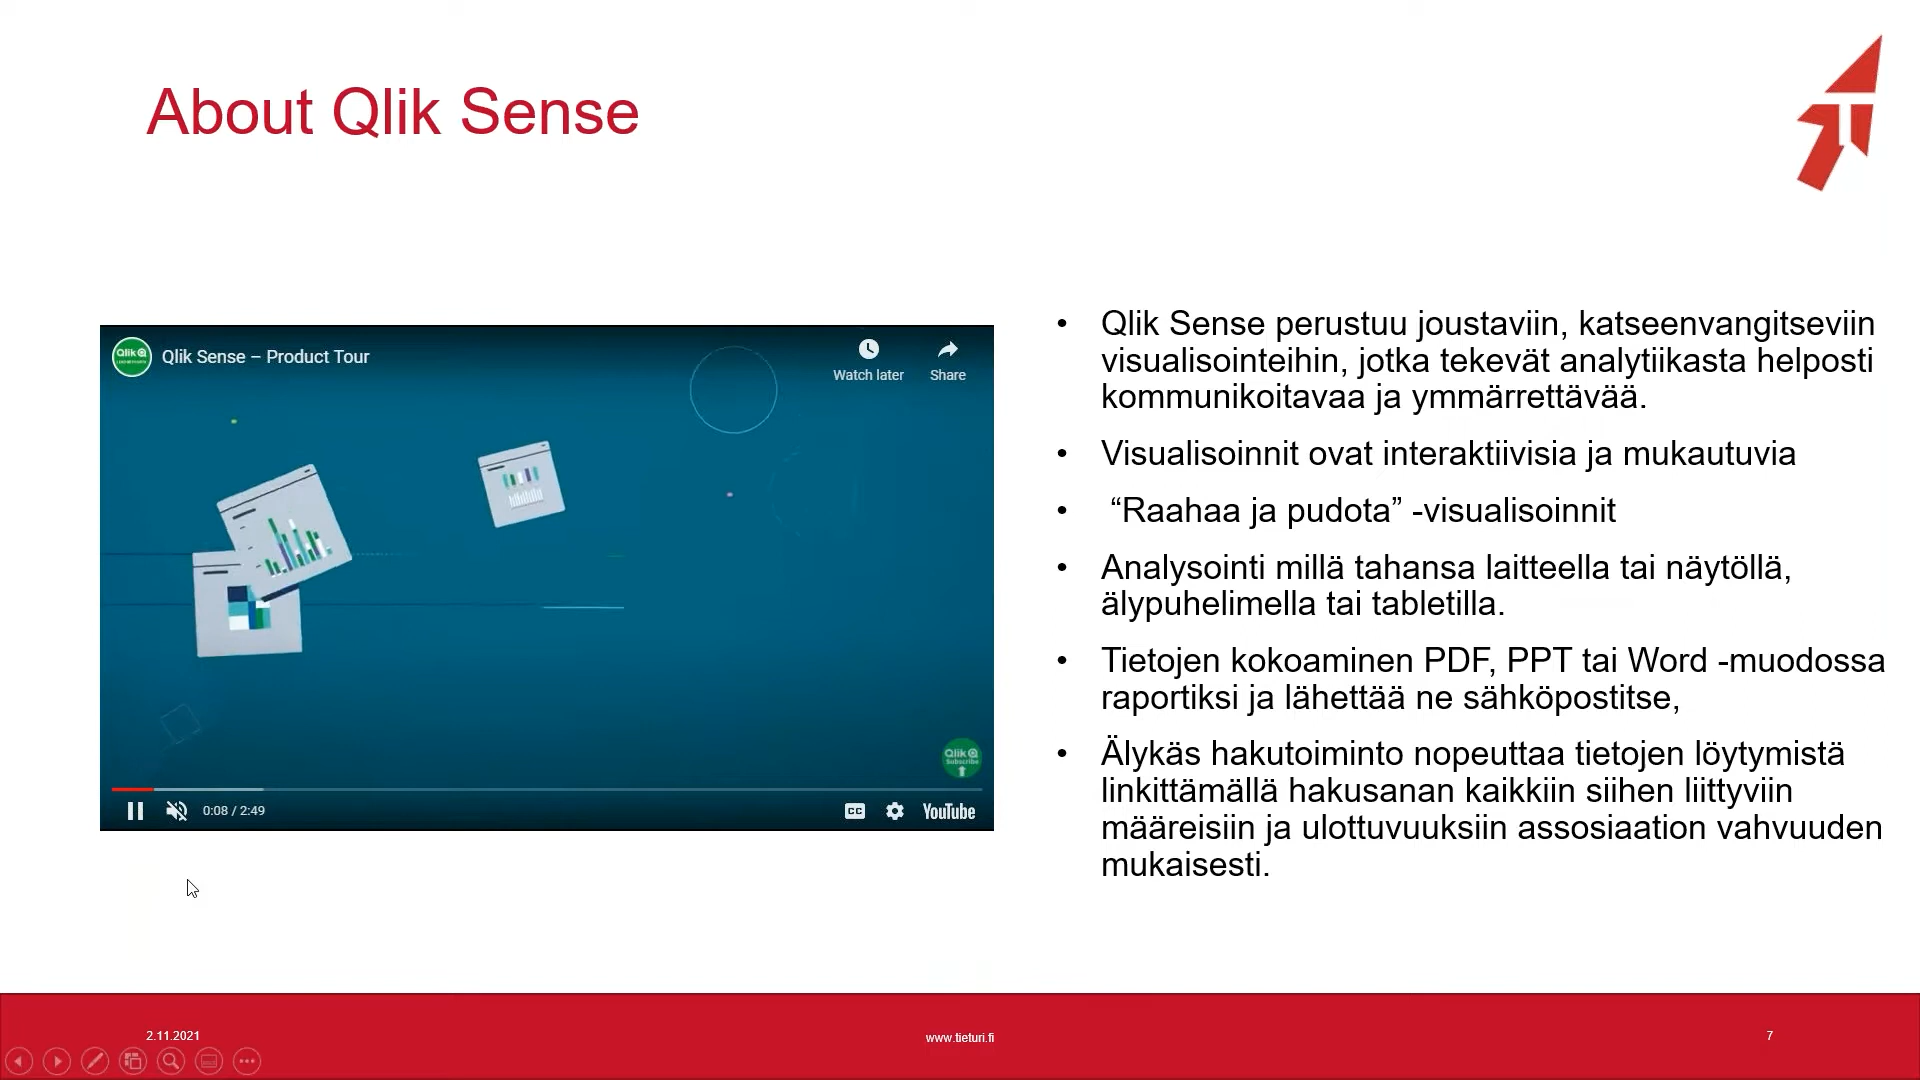 About Qlik Sense
Qlik Sense – Product Tour
Watch later
Share
0:08 / 2:49
CC
YouTube
Qlik
Subscribe
• Qlik Sense perustuu joustaviin, katseenvangitseviin
visualisointeihin, jotka tekevät analytiikasta helposti
kommunikoitavaa ja ymmärrettävää.
• Visualisoinnit ovat interaktiivisia ja mukautuvia
• “Raahaa ja pudota” -visualisoinnit
• Analysointi millä tahansa laitteella tai näytöllä,
älypuhelimella tai tabletilla.
• Tietojen kokoaminen PDF, PPT tai Word -muodossa
raportiksi ja lähettää ne sähköpostitse,
• Älykäs hakutoiminto nopeuttaa tietojen löytymistä
linkittämällä hakusanan kaikkiin siihen liittyviin
määreisiin ja ulottuvuuksiin assosiaation vahvuuden
mukaisesti.
2.11.2021
www.tieturi.fi
7